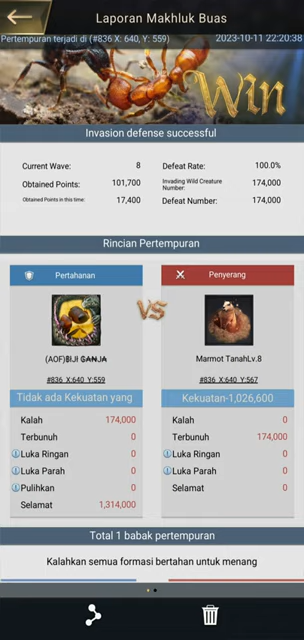 Laporan Makhluk Buas
Pertempuran terjadi di (#836 X: 640, Y: 559) 2023-10-11 22:20:38
Win
Invasion defense successful
Current Wave: 8 Defeat Rate: 100.0%
Obtained Points: 101,700 Invading Wild Creature Number: 174,000
Obtained Points in this time: 17,400 Defeat Number: 174,000
Rincian Pertempuran
Pertahanan Penyerang
VS
(AOF)฿ł؇ł ₲₳₦J₳ Marmot TanahLv.8
#836 X:640 Y:559 #836 X:640 Y:567
Tidak ada Kekuatan yang Kekuatan-1,026,600
Kalah 174,000 Kalah 0
Terbunuh 0 Terbunuh 174,000
Luka Ringan 0 Luka Ringan 0
Luka Parah 0 Luka Parah 0
Pulihkan 0 Selamat 0
Selamat 1,314,000
Total 1 babak pertempuran
Kalahkan semua formasi bertahan untuk menang